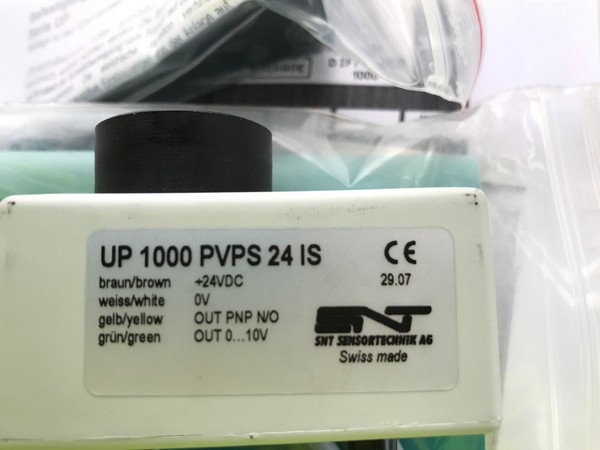 UP 1000 PVPS 24 IS
CE
29.07
braun/brown +24VDC
weiss/white 0V
gelb/yellow OUT PNP N/O
grün/green OUT 0...10V
SNT
SNT SENSORTECHNIK AG
Swiss made